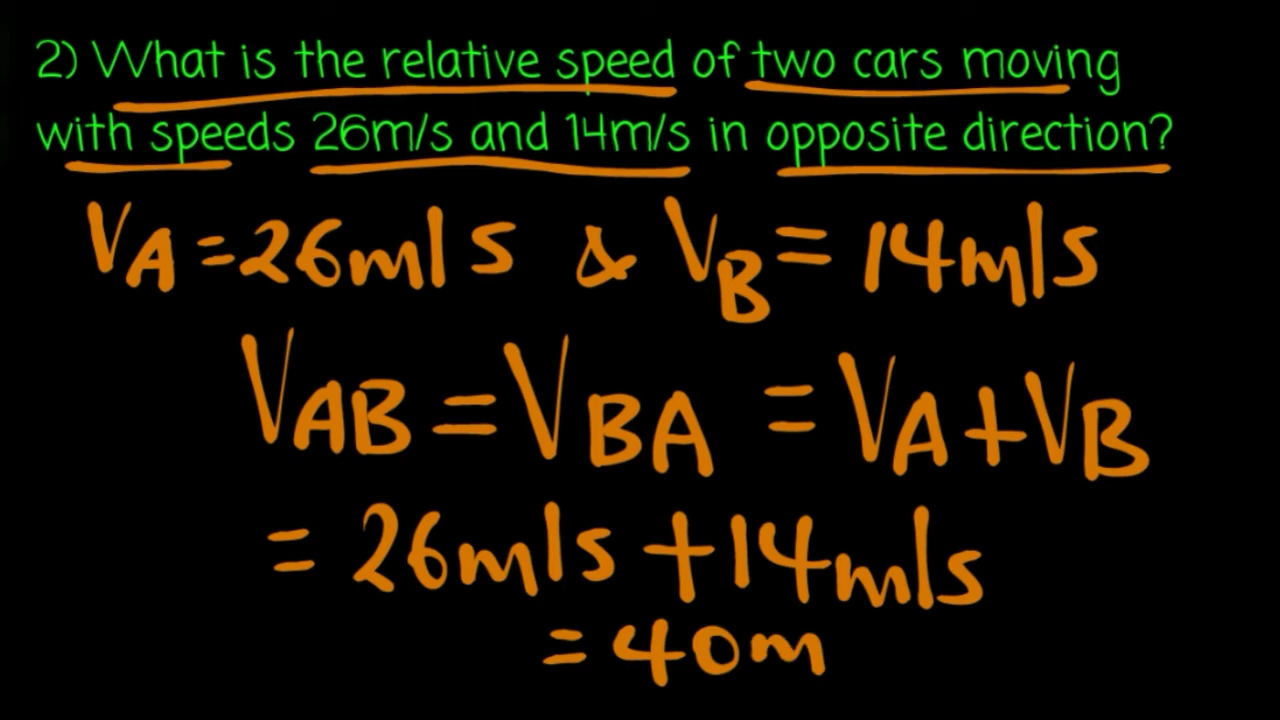 2) What is the relative speed of two cars moving
with speeds 26m/s and 14m/s in opposite direction?
VA = 26m/s & VB = 14m/s
VAB = VBA = VA + VB
= 26m/s + 14m/s
= 40m